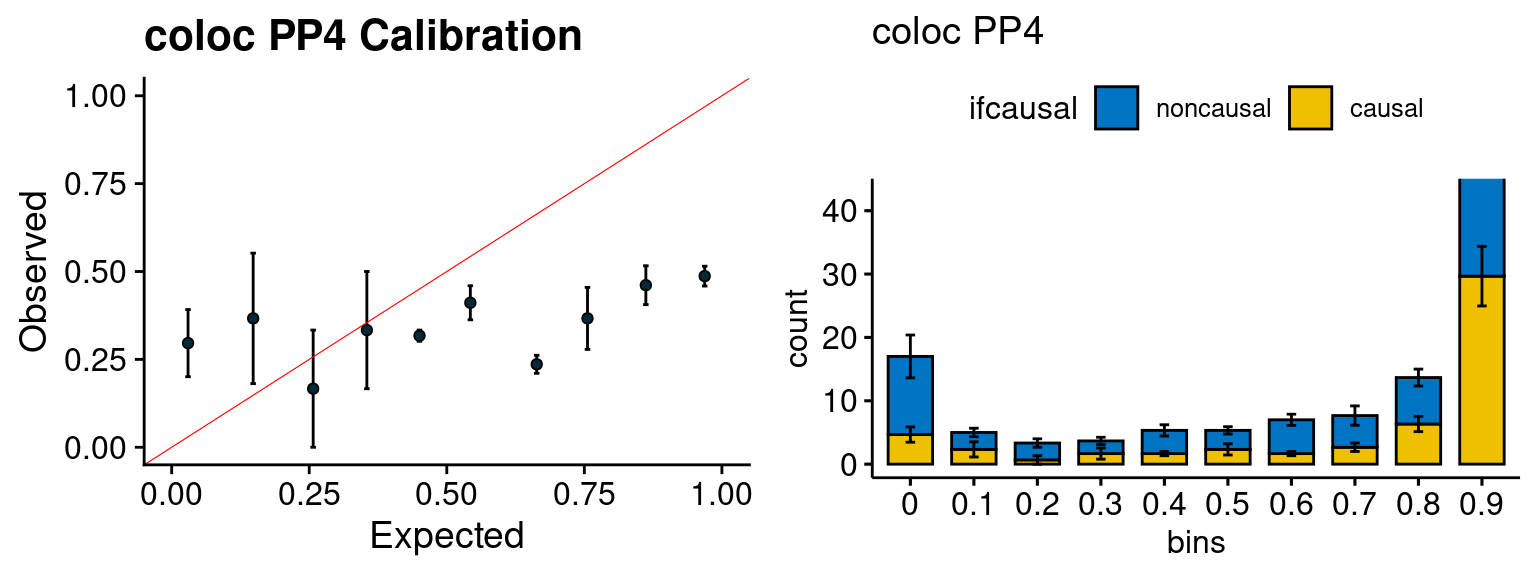 coloc PP4 Calibration
1.00
0.75
0.50
0.25
0.00
Observed
0.00 0.25 0.50 0.75 1.00
Expected
coloc PP4
ifcausal noncausal causal
40
30
20
10
0
count
0 0.1 0.2 0.3 0.4 0.5 0.6 0.7 0.8 0.9
bins